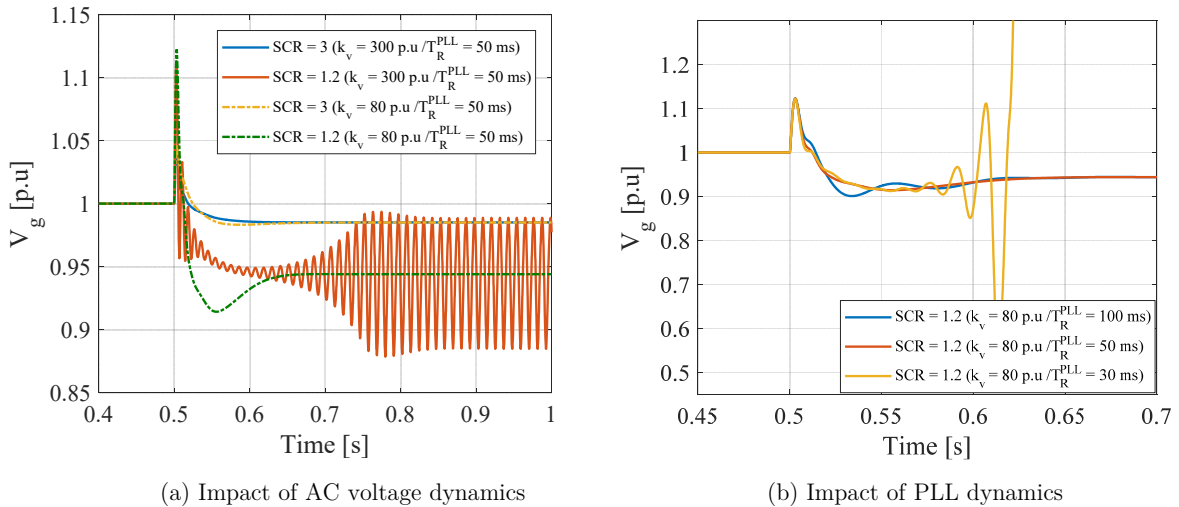 1.15
1.1
1.05
1
0.95
0.9
0.85
V_g [p.u]
SCR = 3 (k_v = 300 p.u /T_R^PLL = 50 ms)
SCR = 1.2 (k_v = 300 p.u /T_R^PLL = 50 ms)
SCR = 3 (k_v = 80 p.u /T_R^PLL = 50 ms)
SCR = 1.2 (k_v = 80 p.u /T_R^PLL = 50 ms)
0.4 0.5 0.6 0.7 0.8 0.9 1
Time [s]
(a) Impact of AC voltage dynamics
1.2
1.1
1
0.9
0.8
0.7
0.6
0.5
V_g [p.u]
SCR = 1.2 (k_v = 80 p.u /T_R^PLL = 100 ms)
SCR = 1.2 (k_v = 80 p.u /T_R^PLL = 50 ms)
SCR = 1.2 (k_v = 80 p.u /T_R^PLL = 30 ms)
0.45 0.5 0.55 0.6 0.65 0.7
Time [s]
(b) Impact of PLL dynamics